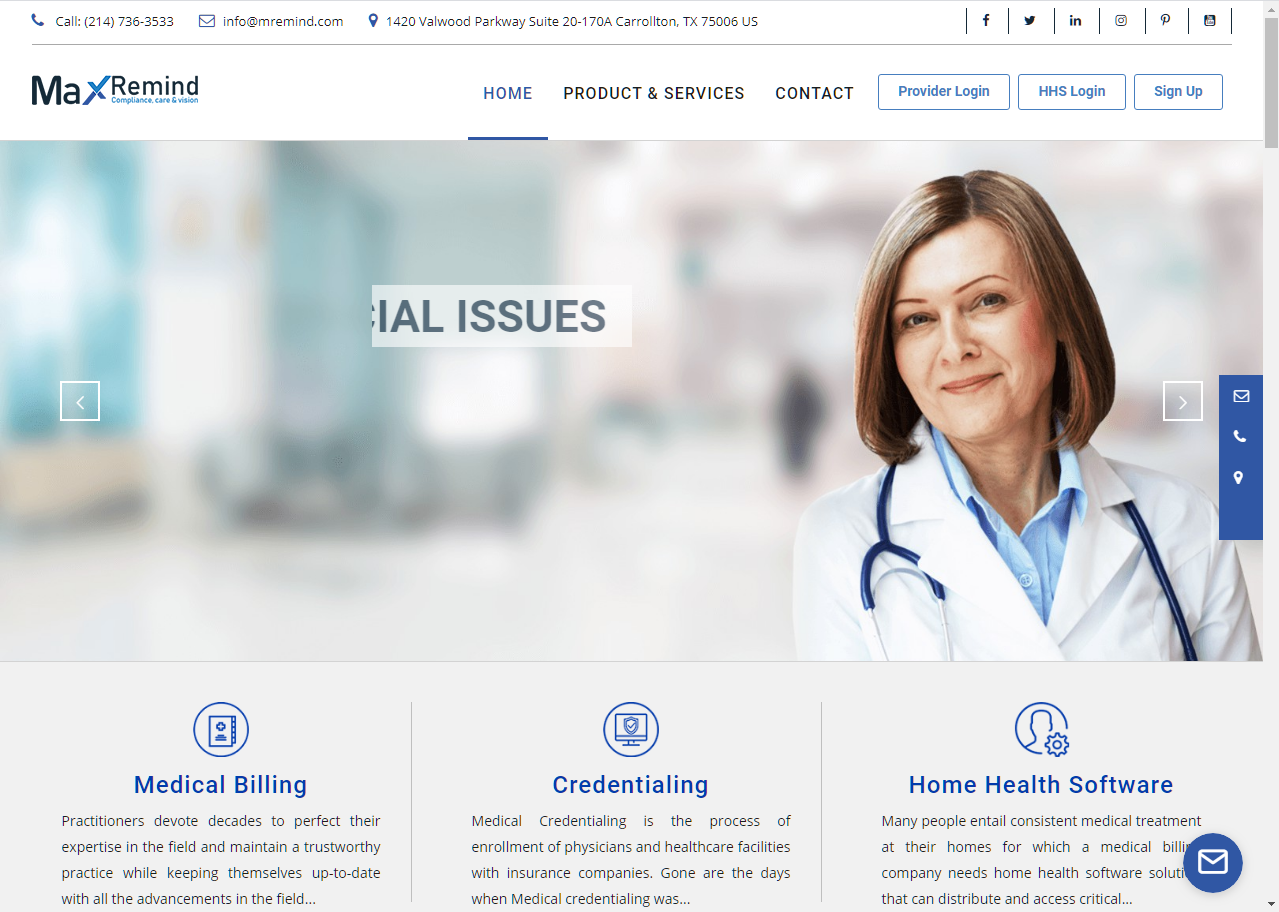 Call: (214) 736-3533
info@mremind.com
1420 Valwood Parkway Suite 20-170A Carrollton, TX 75006 US
MaxRemind
Compliance, care & vision
HOME
PRODUCT & SERVICES
CONTACT
Provider Login
HHS Login
Sign Up
CIAL ISSUES
Medical Billing
Practitioners devote decades to perfect their
expertise in the field and maintain a trustworthy
practice while keeping themselves up-to-date
with all the advancements in the field...
Credentialing
Medical Credentialing is the process of
enrollment of physicians and healthcare facilities
with insurance companies. Gone are the days
when Medical credentialing was...
Home Health Software
Many people entail consistent medical treatment
at their homes for which a medical billing
company needs home health software
that can distribute and access critical...